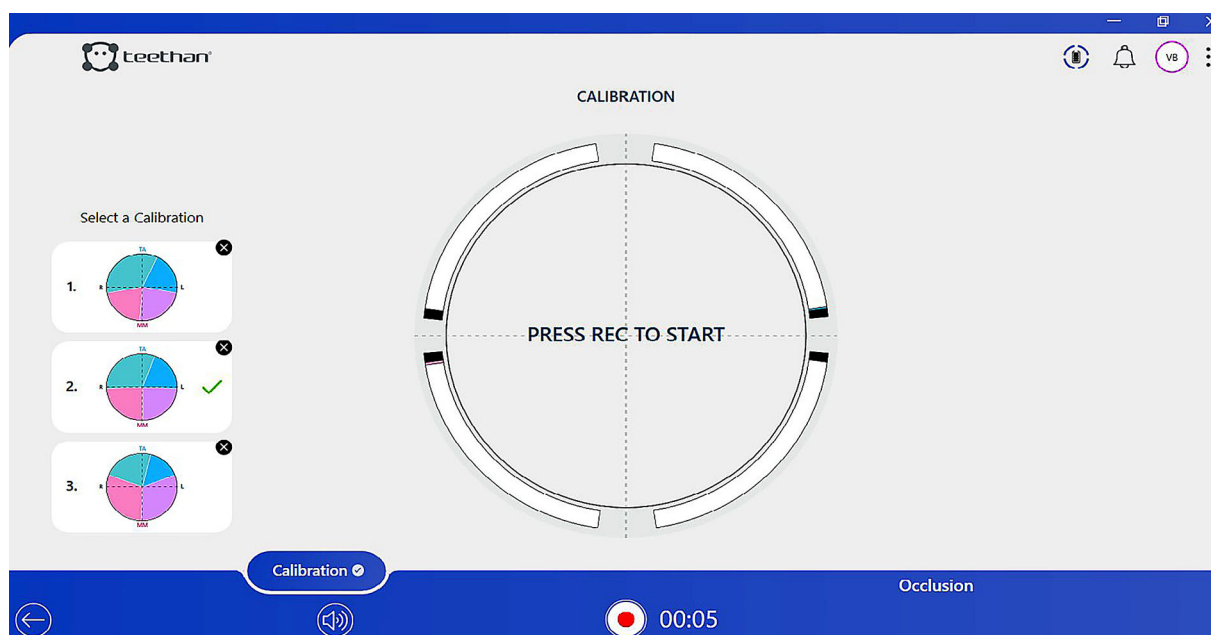 teethan
VB
CALIBRATION
Select a Calibration
1.
TA
R
L
MM
2.
TA
R
L
MM
3.
TA
R
L
MM
PRESS REC TO START
Calibration
Occlusion
00:05